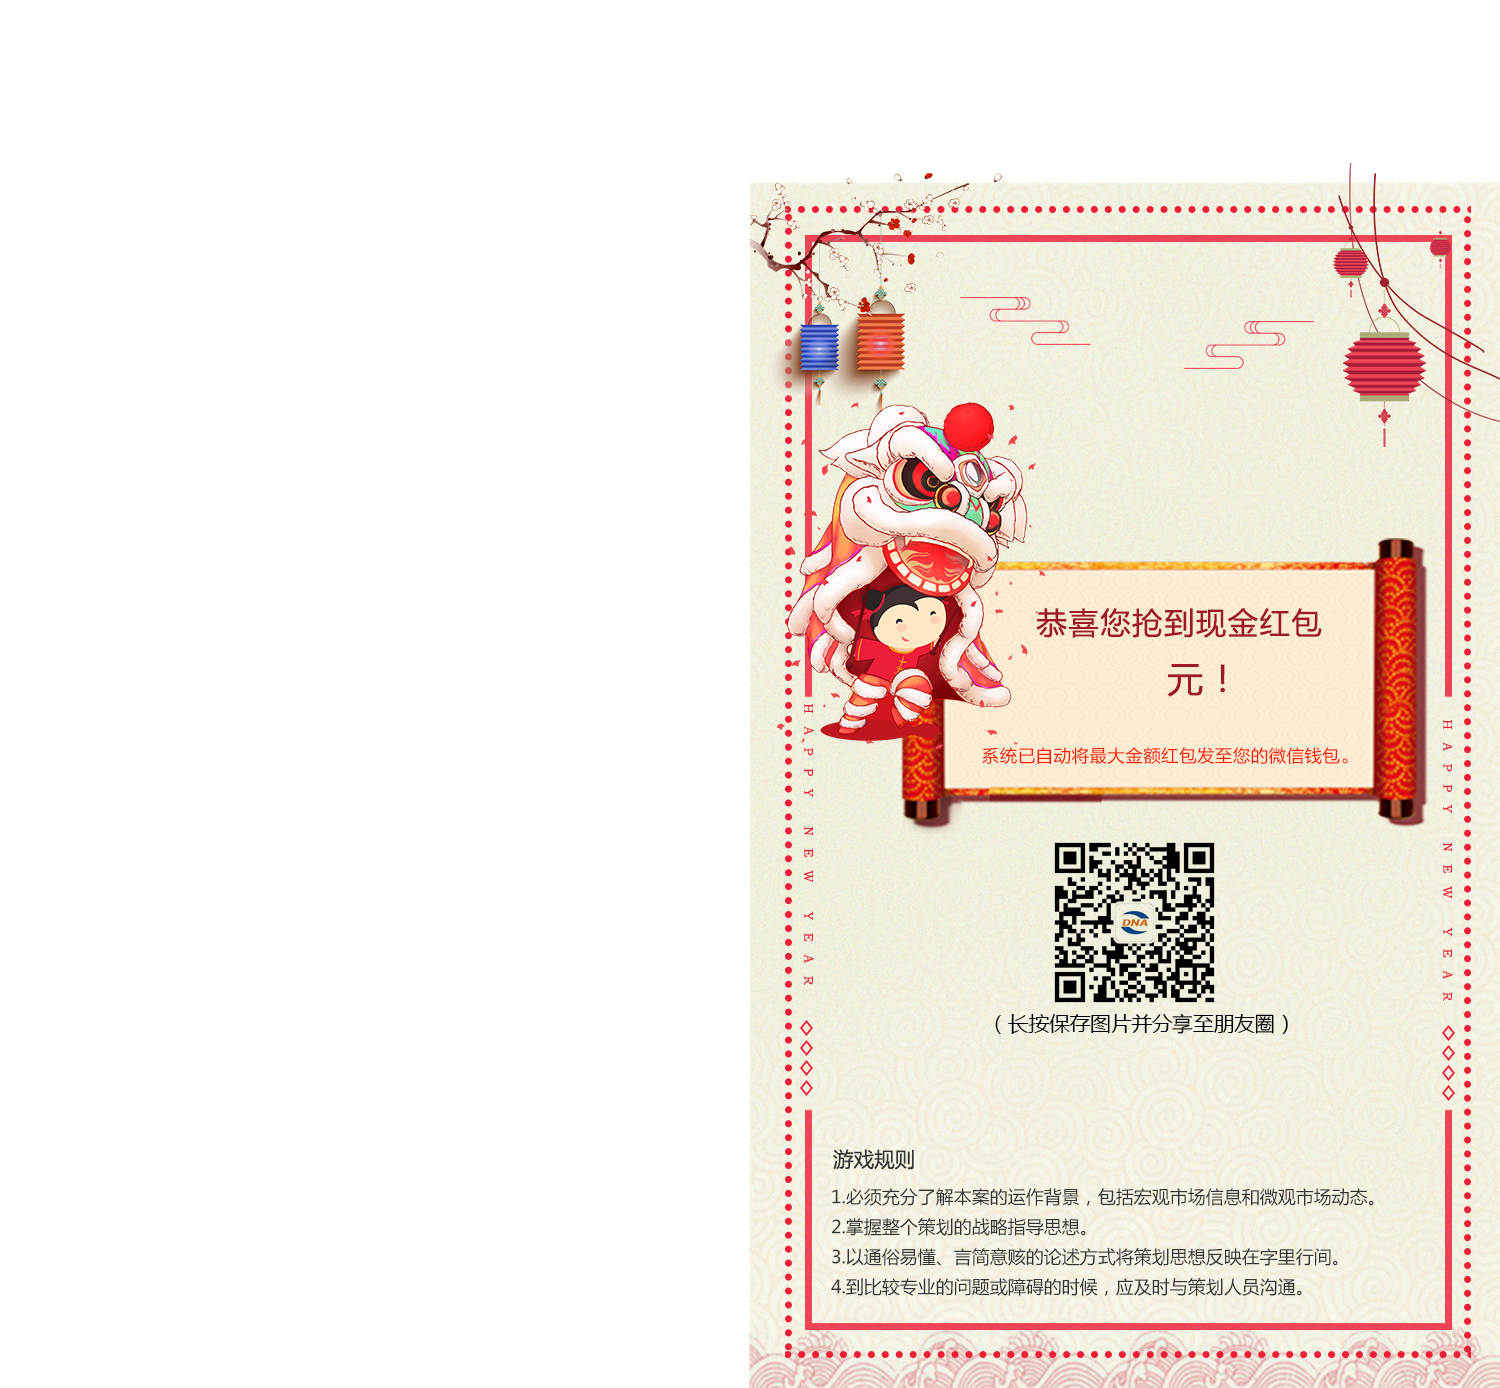 恭喜您抢到现金红包
元！
系统已自动将最大金额红包发至您的微信钱包。
HAPPY NEW YEAR
HAPPY NEW YEAR
DNA
（长按保存图片并分享至朋友圈）
游戏规则
1.必须充分了解本案的运作背景，包括宏观市场信息和微观市场动态。
2.掌握整个策划的战略指导思想。
3.以通俗易懂、言简意赅的论述方式将策划思想反映在字里行间。
4.到比较专业的问题或障碍的时候，应及时与策划人员沟通。